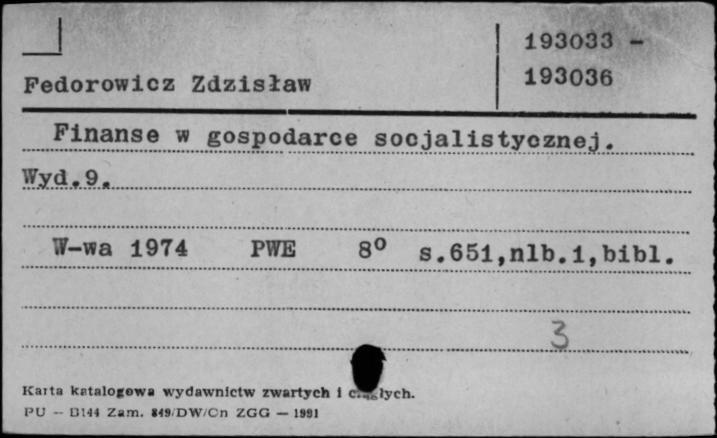 193033 -
Fedorowicz Zdzisław 193036
Finanse w gospodarce socjalistycznej.
Wyd.9.
W-wa 1974 PWE 8° s.651,nlb.1,bibl.
3
Karta katalogowa wydawnictw zwartych i ciągłych.
PU - D144 Zam. 849/DW/Cn ZGG - 1991